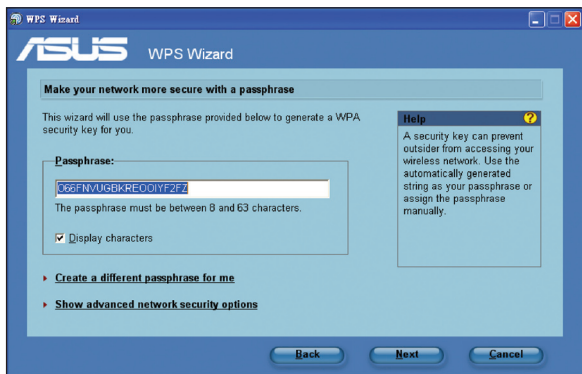 WPS Wizard
ASUS WPS Wizard
Make your network more secure with a passphrase
This wizard will use the passphrase provided below to generate a WPA
security key for you.
Passphrase:
O66FNVUGBKREOOIYF2FZ
The passphrase must be between 8 and 63 characters.
Display characters
Create a different passphrase for me
Show advanced network security options
Help ?
A security key can prevent
outsider from accessing your
wireless network. Use the
automatically generated
string as your passphrase or
assign the passphrase
manually.
Back Next Cancel